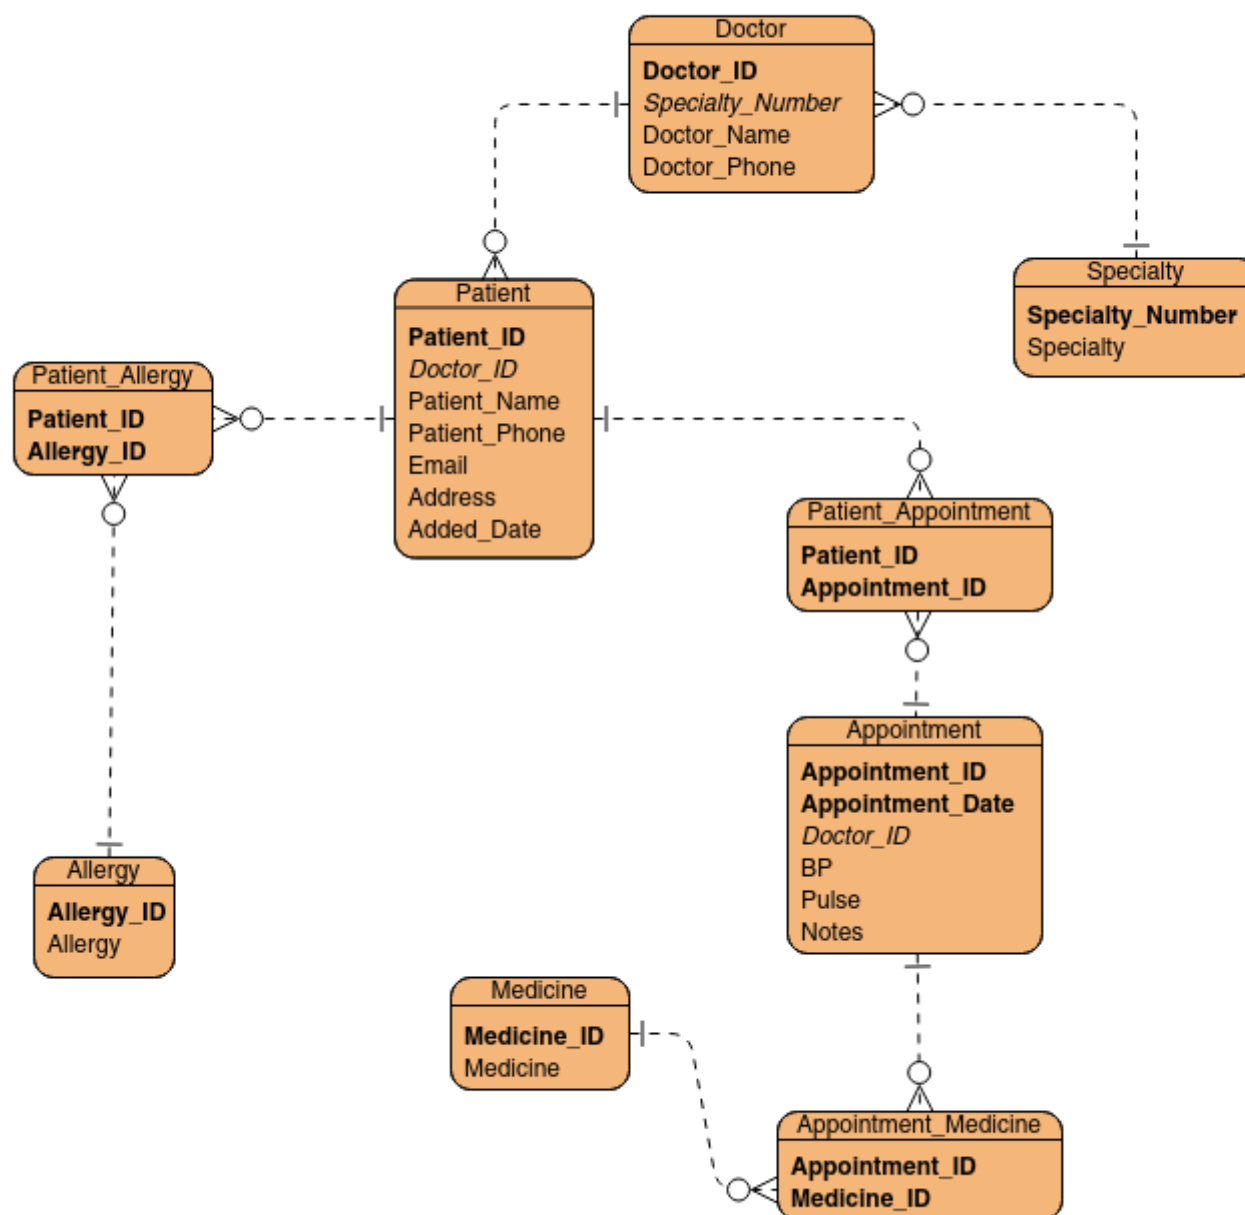 Doctor
Doctor_ID
Specialty_Number
Doctor_Name
Doctor_Phone
Specialty
Specialty_Number
Specialty
Patient
Patient_ID
Doctor_ID
Patient_Name
Patient_Phone
Email
Address
Added_Date
Patient_Allergy
Patient_ID
Allergy_ID
Patient_Appointment
Patient_ID
Appointment_ID
Appointment
Appointment_ID
Appointment_Date
Doctor_ID
BP
Pulse
Notes
Allergy
Allergy_ID
Allergy
Medicine
Medicine_ID
Medicine
Appointment_Medicine
Appointment_ID
Medicine_ID